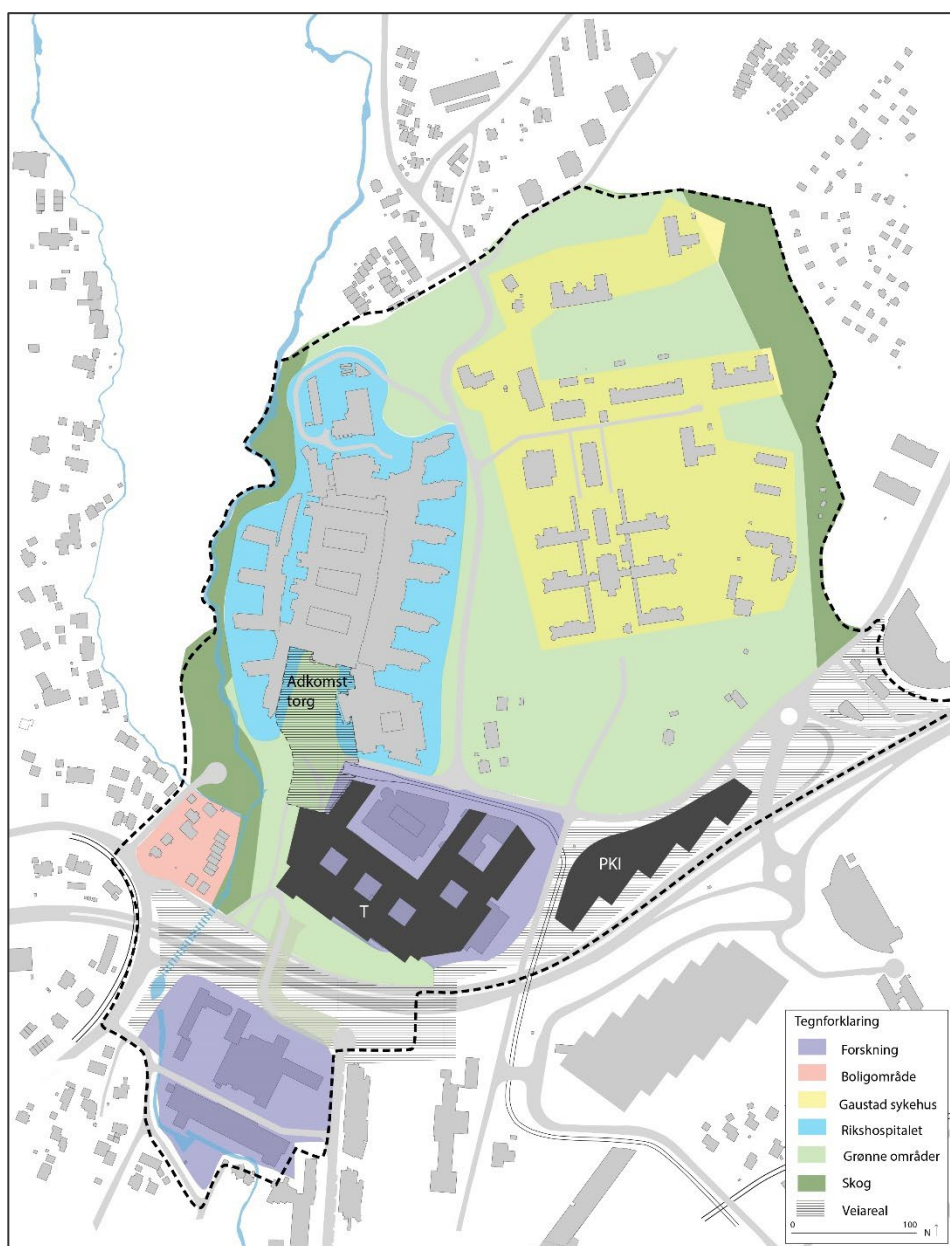 Adkomst
torg
PKI
T
Tegnforklaring
Forskning
Boligområde
Gaustad sykehus
Rikshospitalet
Grønne områder
Skog
Veiareal
0 100
N